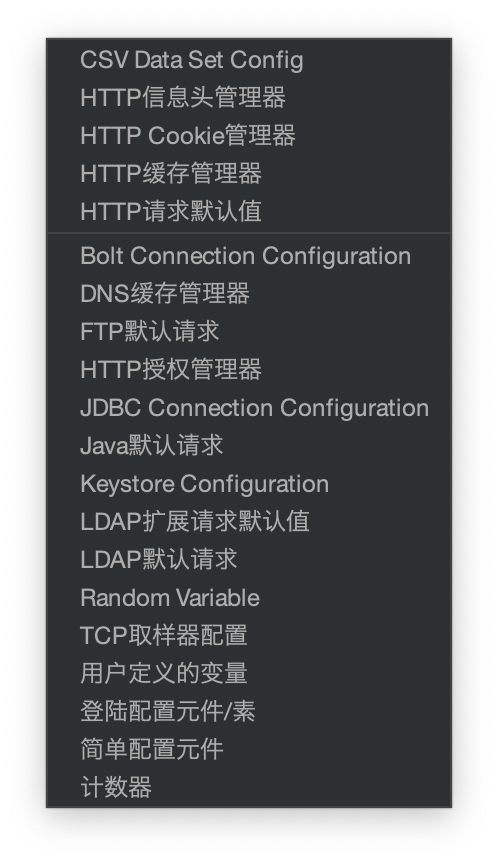 CSV Data Set Config
HTTP信息头管理器
HTTP Cookie管理器
HTTP缓存管理器
HTTP请求默认值
Bolt Connection Configuration
DNS缓存管理器
FTP默认请求
HTTP授权管理器
JDBC Connection Configuration
Java默认请求
Keystore Configuration
LDAP扩展请求默认值
LDAP默认请求
Random Variable
TCP取样器配置
用户定义的变量
登陆配置元件/素
简单配置元件
计数器